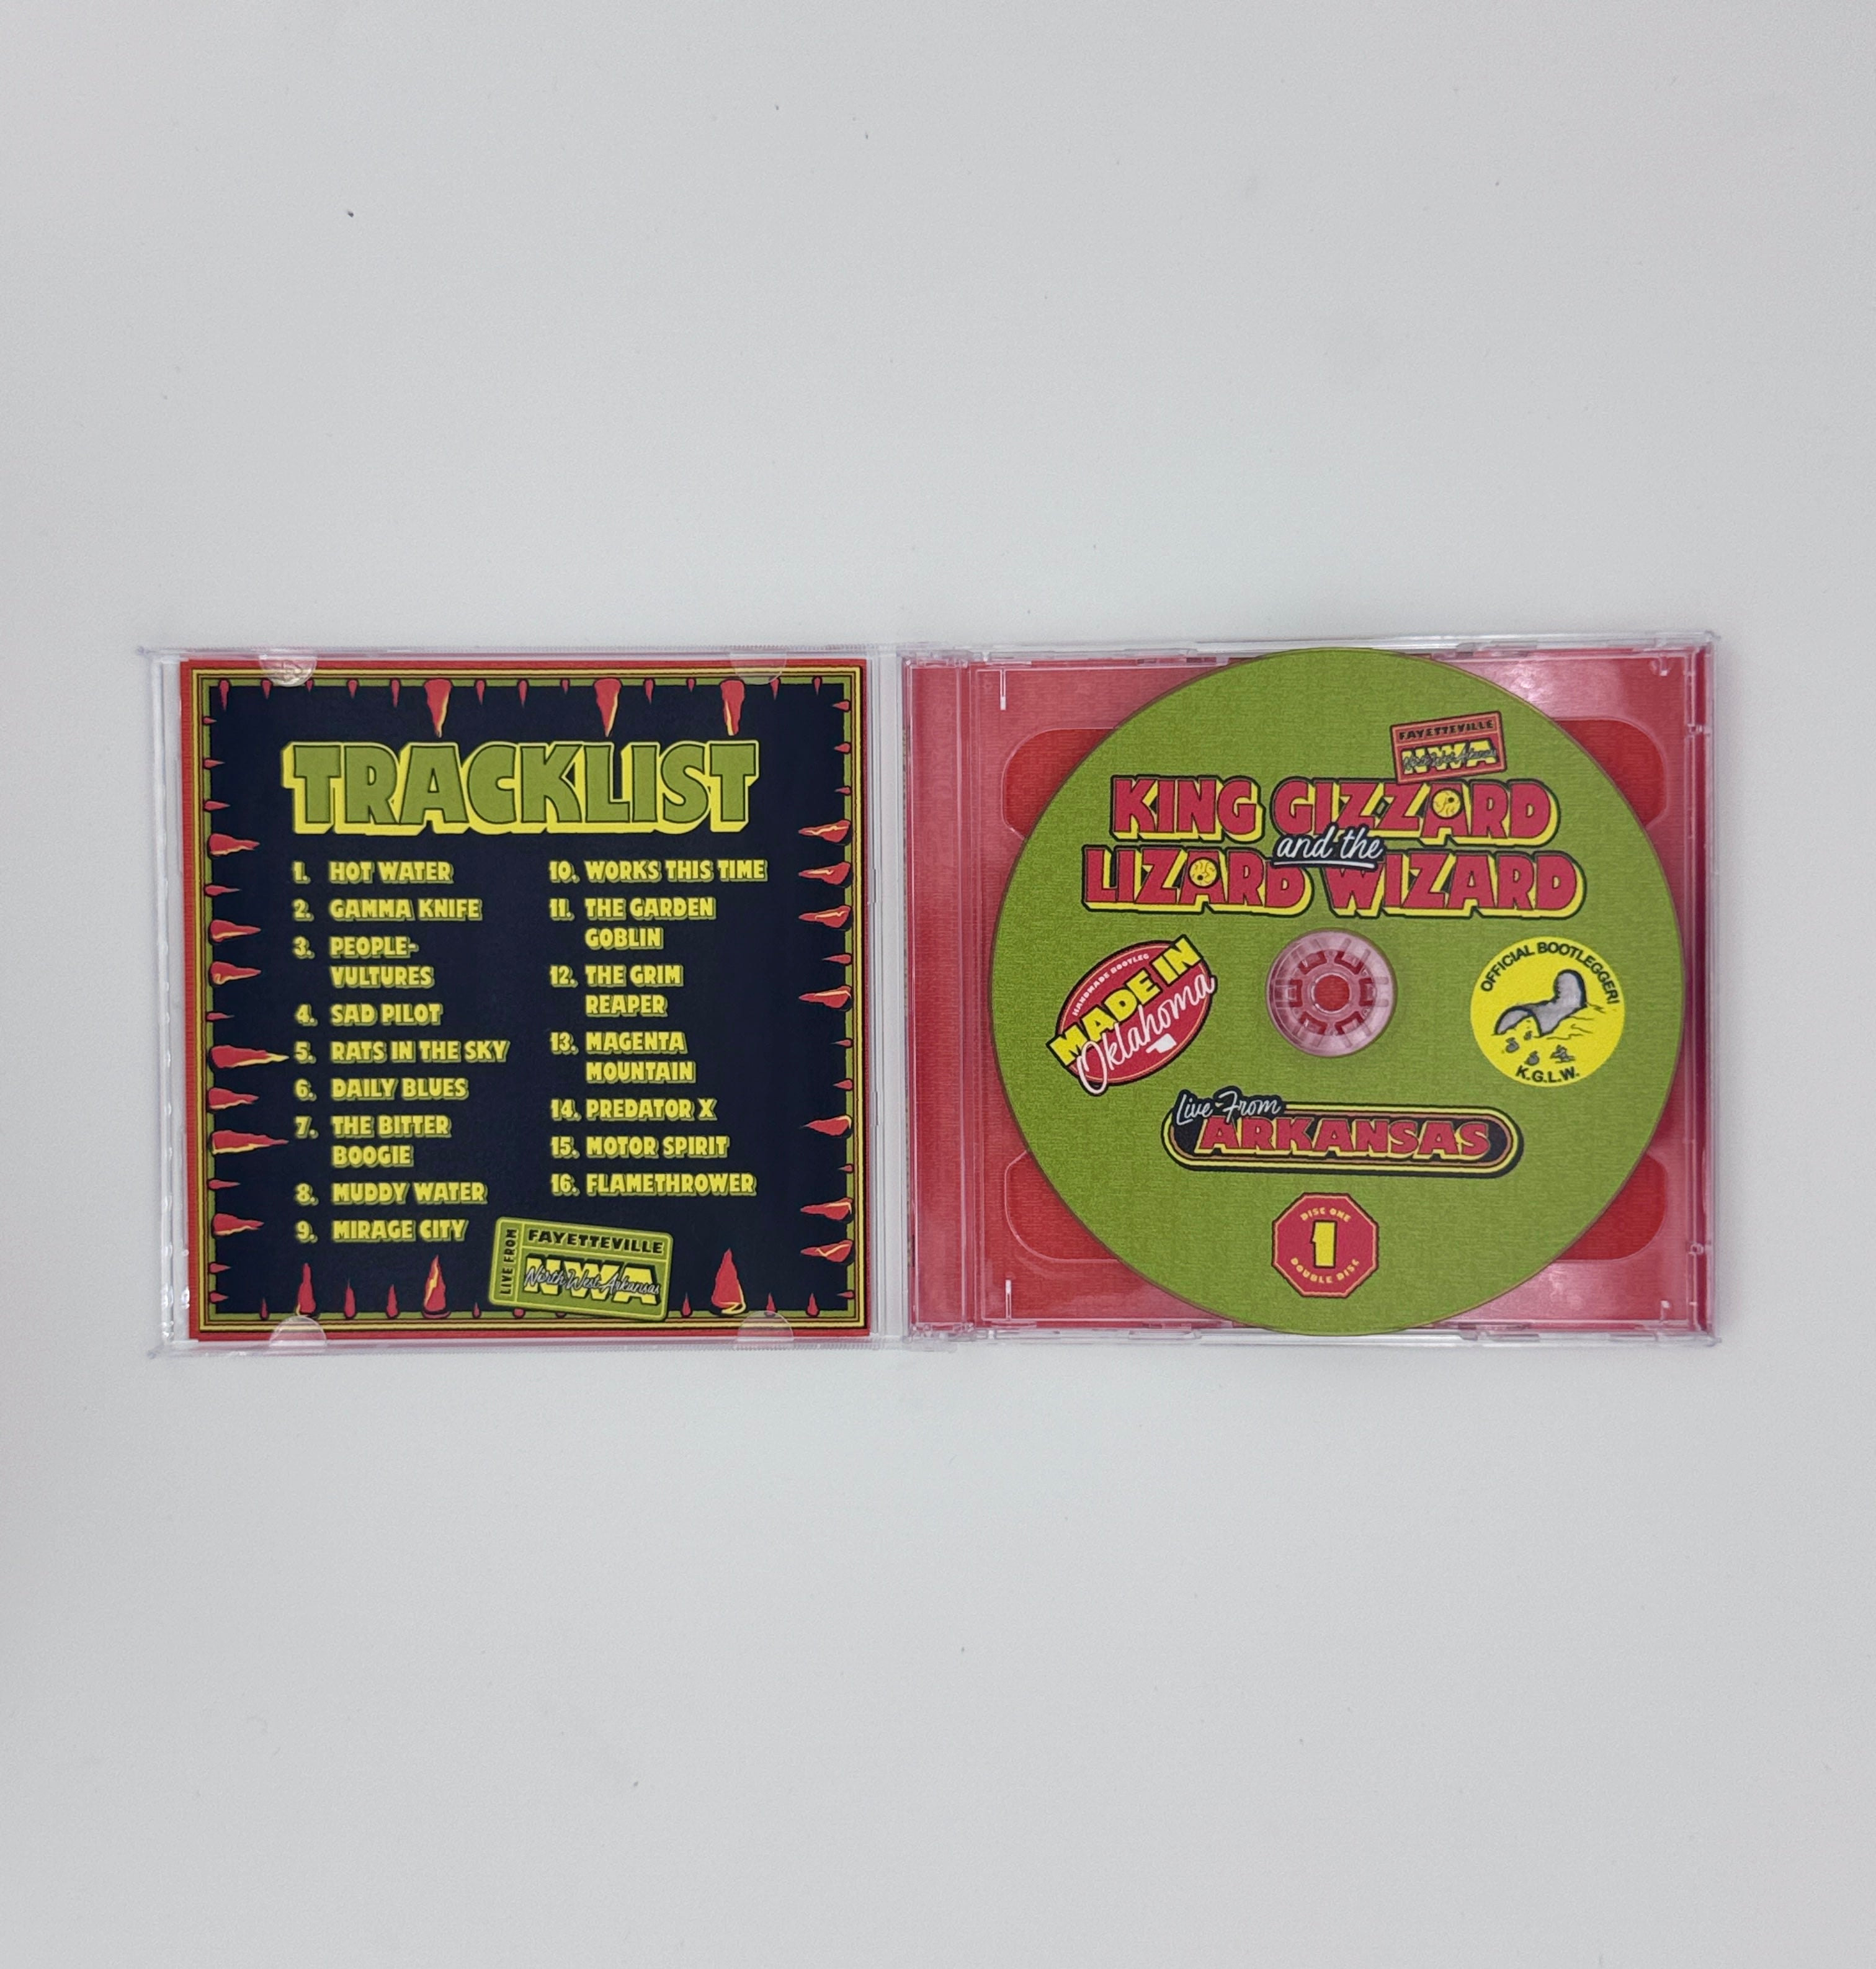 TRACKLIST
1. HOT WATER
2. GAMMA KNIFE
3. PEOPLE-
VULTURES
4. SAD PILOT
5. RATS IN THE SKY
6. DAILY BLUES
7. THE BITTER
BOOGIE
8. MUDDY WATER
9. MIRAGE CITY
10. WORKS THIS TIME
11. THE GARDEN
GOBLIN
12. THE GRIM
REAPER
13. MAGENTA
MOUNTAIN
14. PREDATOR X
15. MOTOR SPIRIT
16. FLAMETHROWER
LIVE FROM
FAYETTEVILLE
NWA
North West Arkansas
FAYETTEVILLE
NWA
North West Arkansas
KING GIZZARD
and the
LIZARD WIZARD
HANDMADE BOOTLEG
MADE IN
Oklahoma
OFFICIAL BOOTLEGGER!
K.G.L.W.
Live From
ARKANSAS
DISC ONE
1
DOUBLE DISC